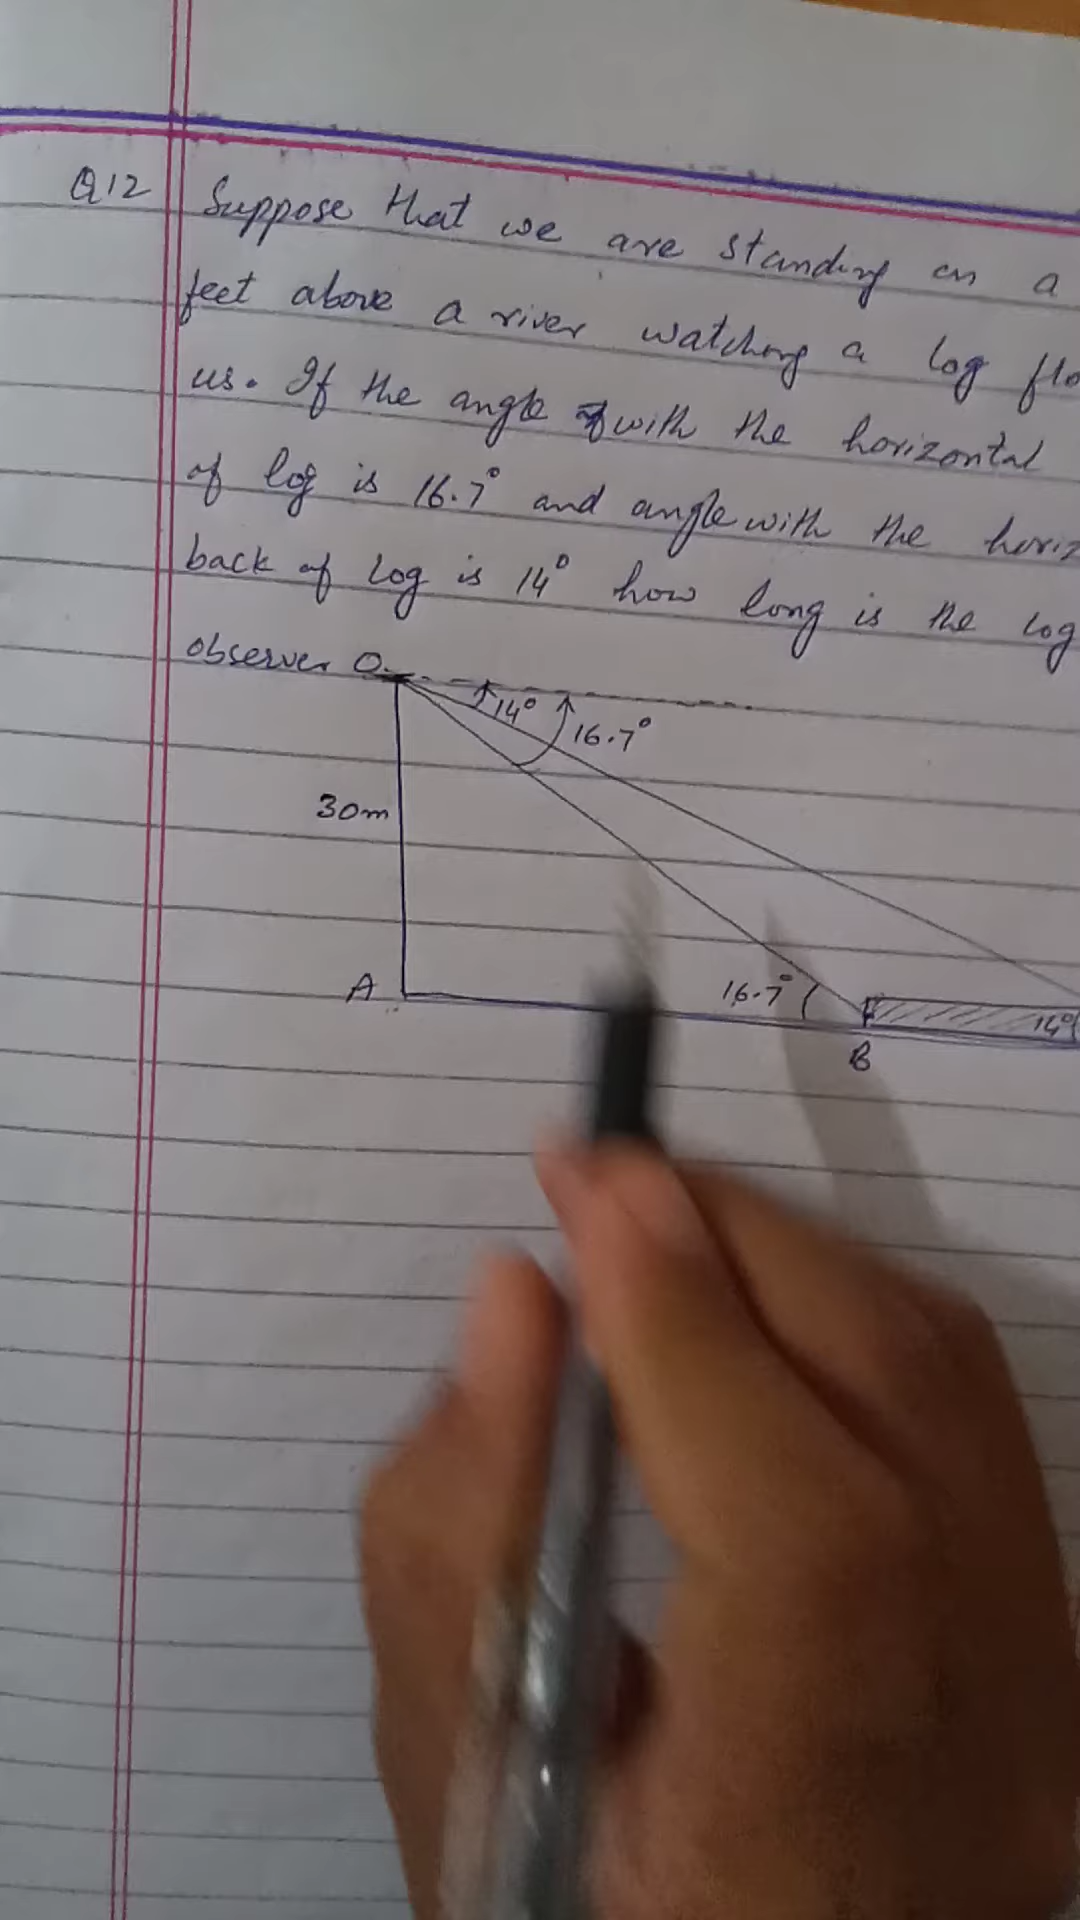 Q12 Suppose that we are standing on a
feet above a river watching a log flo
us. If the angle with the horizontal
of log is 16.7° and angle with the horiz
back of log is 14° how long is the log
observer O
14°
16.7°
30m
A
16.7°
14°
B